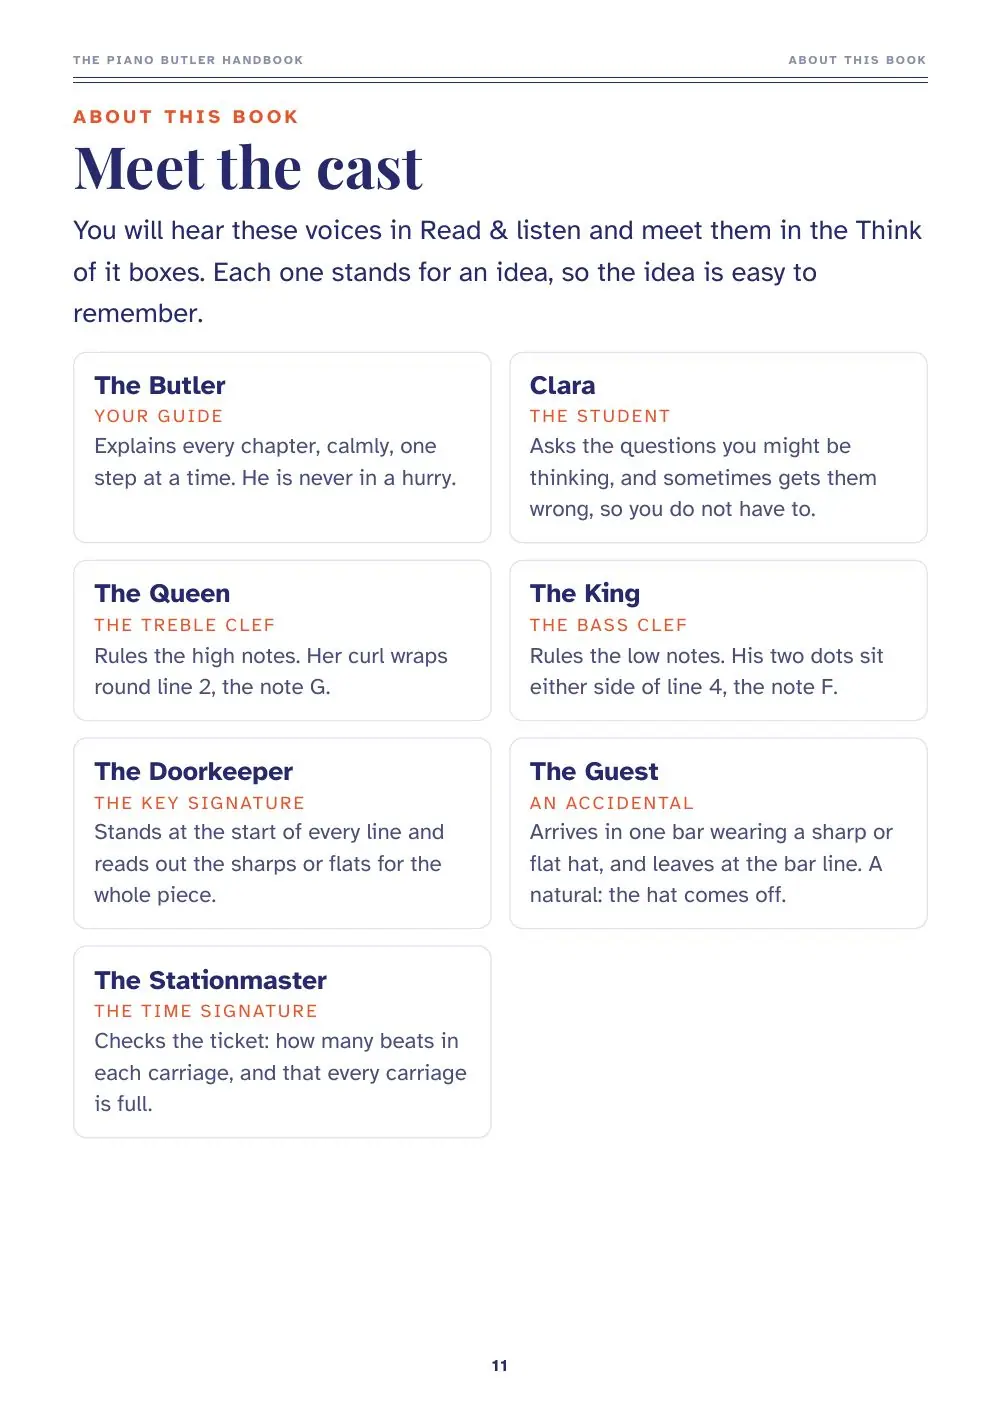 THE PIANO BUTLER HANDBOOK
ABOUT THIS BOOK
ABOUT THIS BOOK
Meet the cast
You will hear these voices in Read & listen and meet them in the Think
of it boxes. Each one stands for an idea, so the idea is easy to
remember.
The Butler
YOUR GUIDE
Explains every chapter, calmly, one
step at a time. He is never in a hurry.
Clara
THE STUDENT
Asks the questions you might be
thinking, and sometimes gets them
wrong, so you do not have to.
The Queen
THE TREBLE CLEF
Rules the high notes. Her curl wraps
round line 2, the note G.
The King
THE BASS CLEF
Rules the low notes. His two dots sit
either side of line 4, the note F.
The Doorkeeper
THE KEY SIGNATURE
Stands at the start of every line and
reads out the sharps or flats for the
whole piece.
The Guest
AN ACCIDENTAL
Arrives in one bar wearing a sharp or
flat hat, and leaves at the bar line. A
natural: the hat comes off.
The Stationmaster
THE TIME SIGNATURE
Checks the ticket: how many beats in
each carriage, and that every carriage
is full.
11